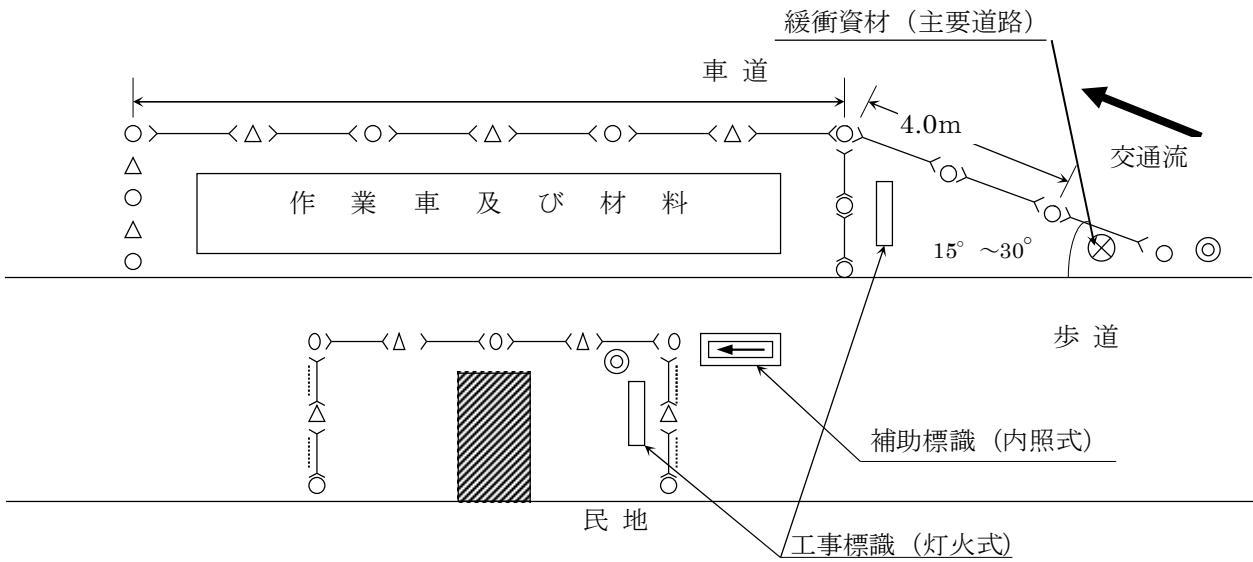 緩衝資材（主要道路）
車 道
4.0m
交通流
作 業 車 及 び 材 料
15° ～30°
歩 道
補助標識（内照式）
民 地
工事標識（灯火式）